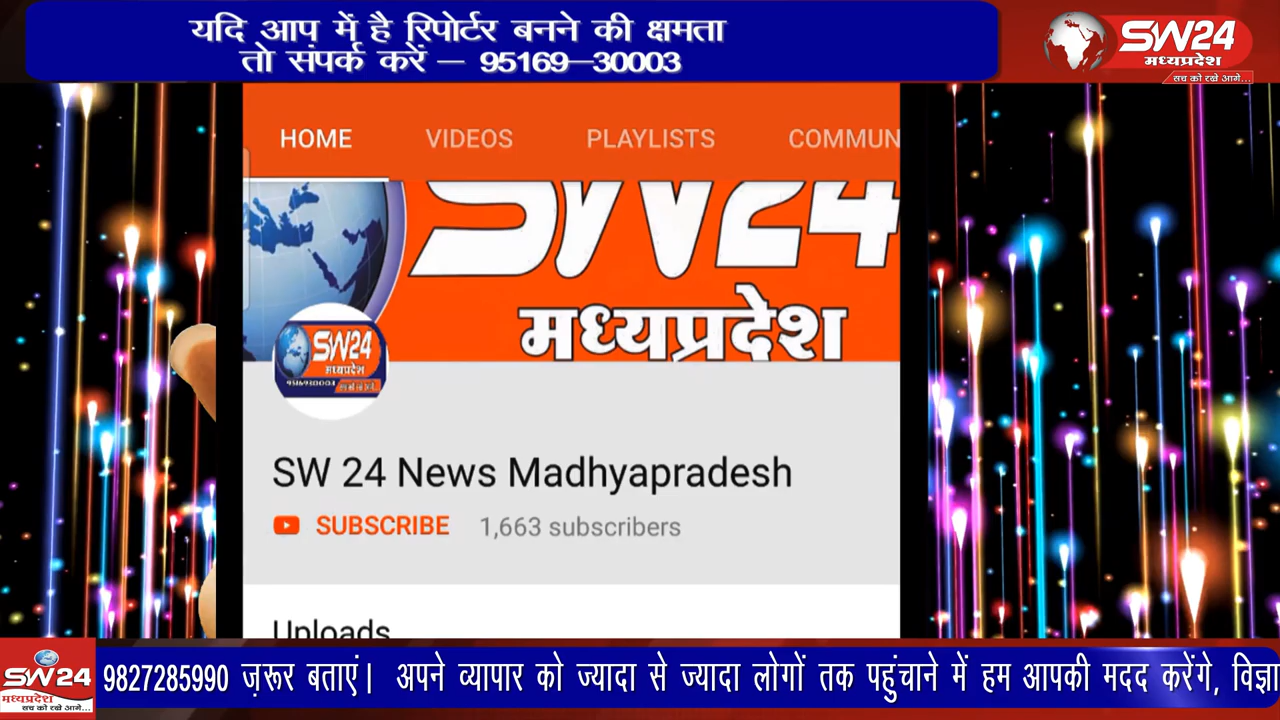 यदि आप में है रिपोर्टर बनने की क्षमता
तो संपर्क करें – 95169–30003
SW24
मध्यप्रदेश
सच को रखे आगे...
HOME VIDEOS PLAYLISTS COMMUN
SW24
मध्यप्रदेश
SW24
मध्यप्रदेश
9516930003
SW 24 News Madhyapradesh
SUBSCRIBE 1,663 subscribers
Uploads
SW24
मध्यप्रदेश
सच को रखे आगे...
9827285990 ज़रूर बताएं। अपने व्यापार को ज्यादा से ज्यादा लोगों तक पहुंचाने में हम आपकी मदद करेंगे, विज्ञा